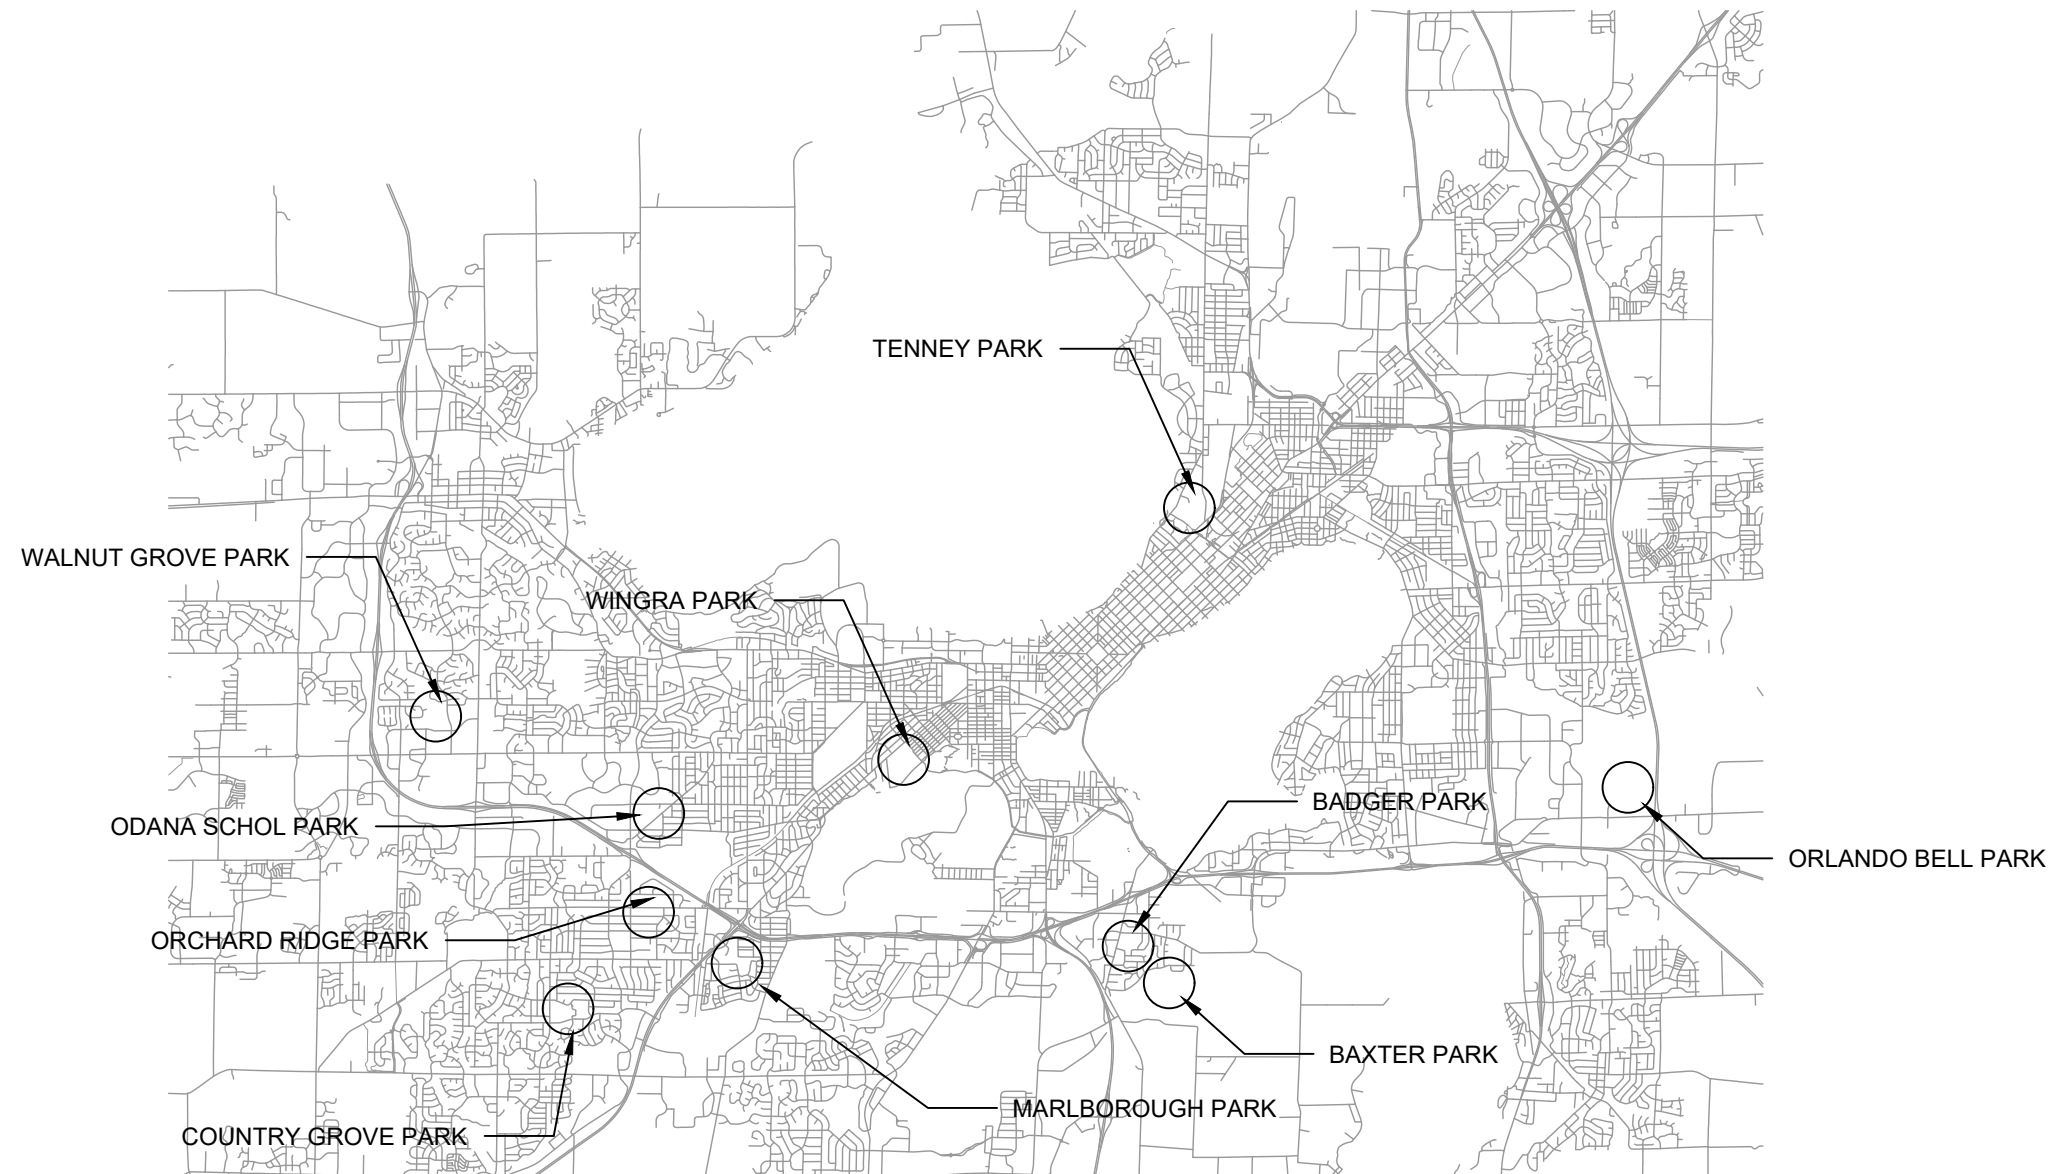 TENNEY PARK
WALNUT GROVE PARK
WINGRA PARK
BADGER PARK
ODANA SCHOL PARK
ORLANDO BELL PARK
ORCHARD RIDGE PARK
BAXTER PARK
MARLBOROUGH PARK
COUNTRY GROVE PARK